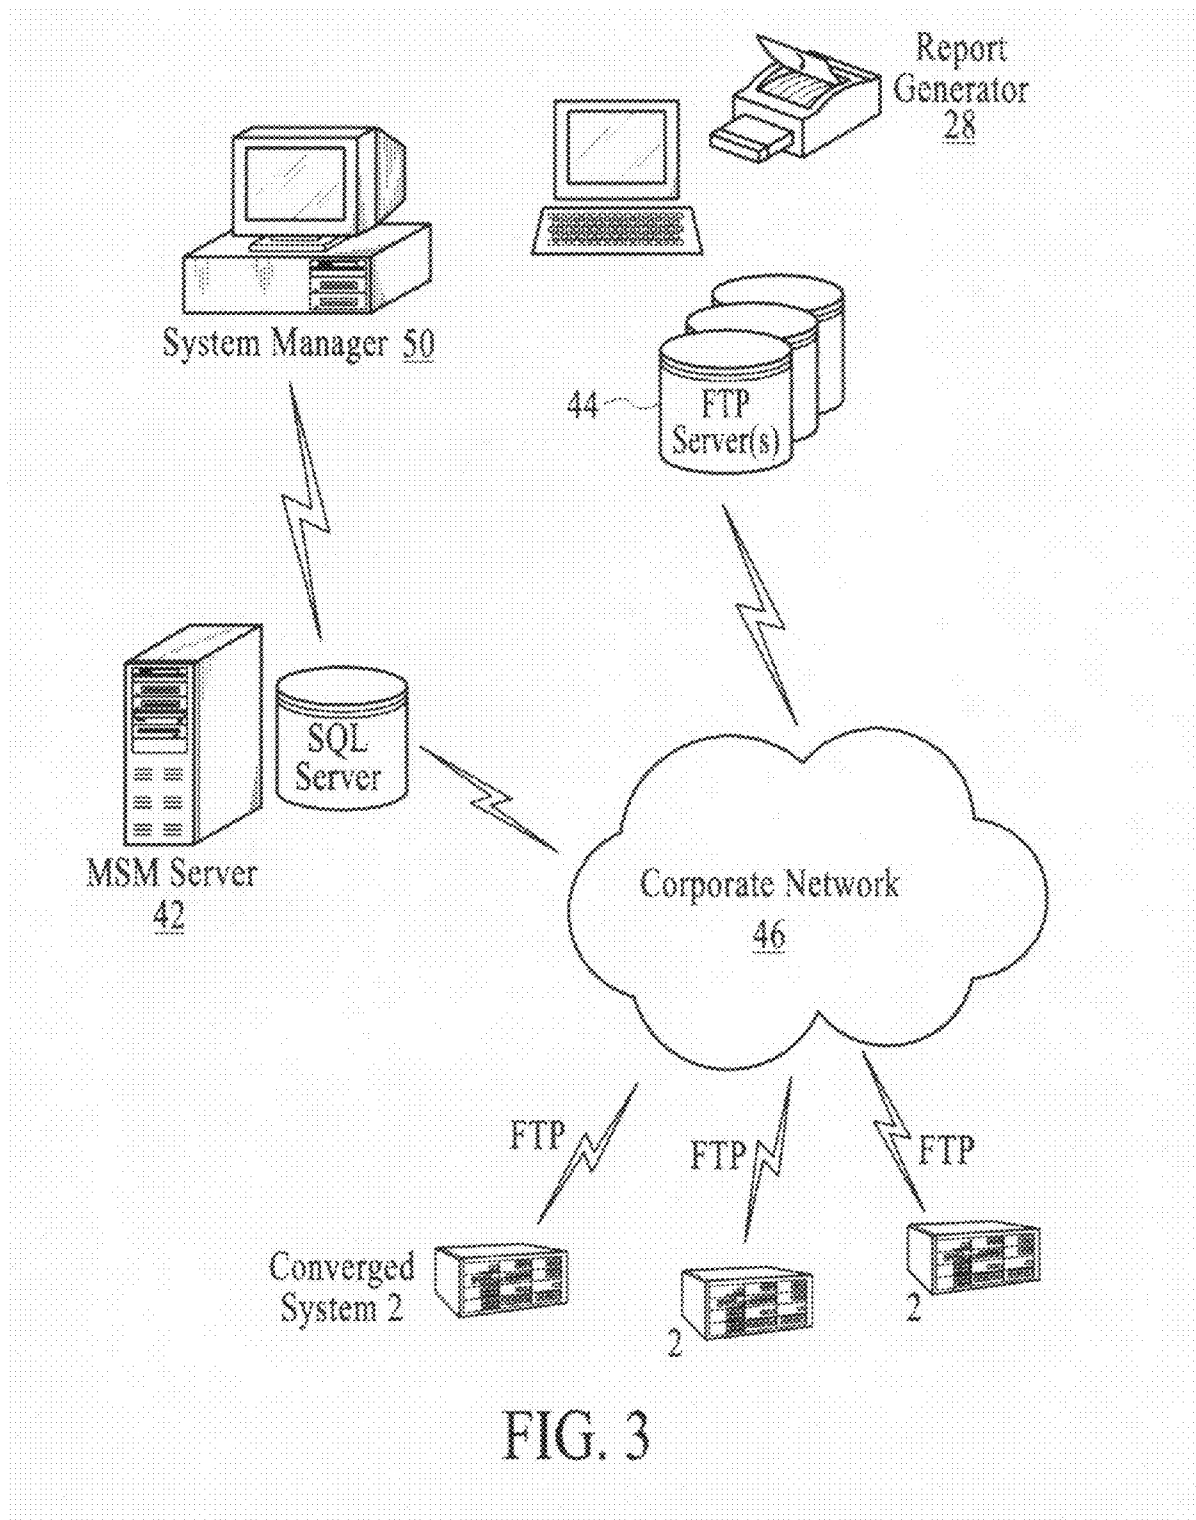 Report
Generator
28
System Manager 50
44
FTP
Server(s)
SQL
Server
MSM Server
42
Corporate Network
46
FTP
FTP
FTP
Converged
System 2
2
2
FIG. 3